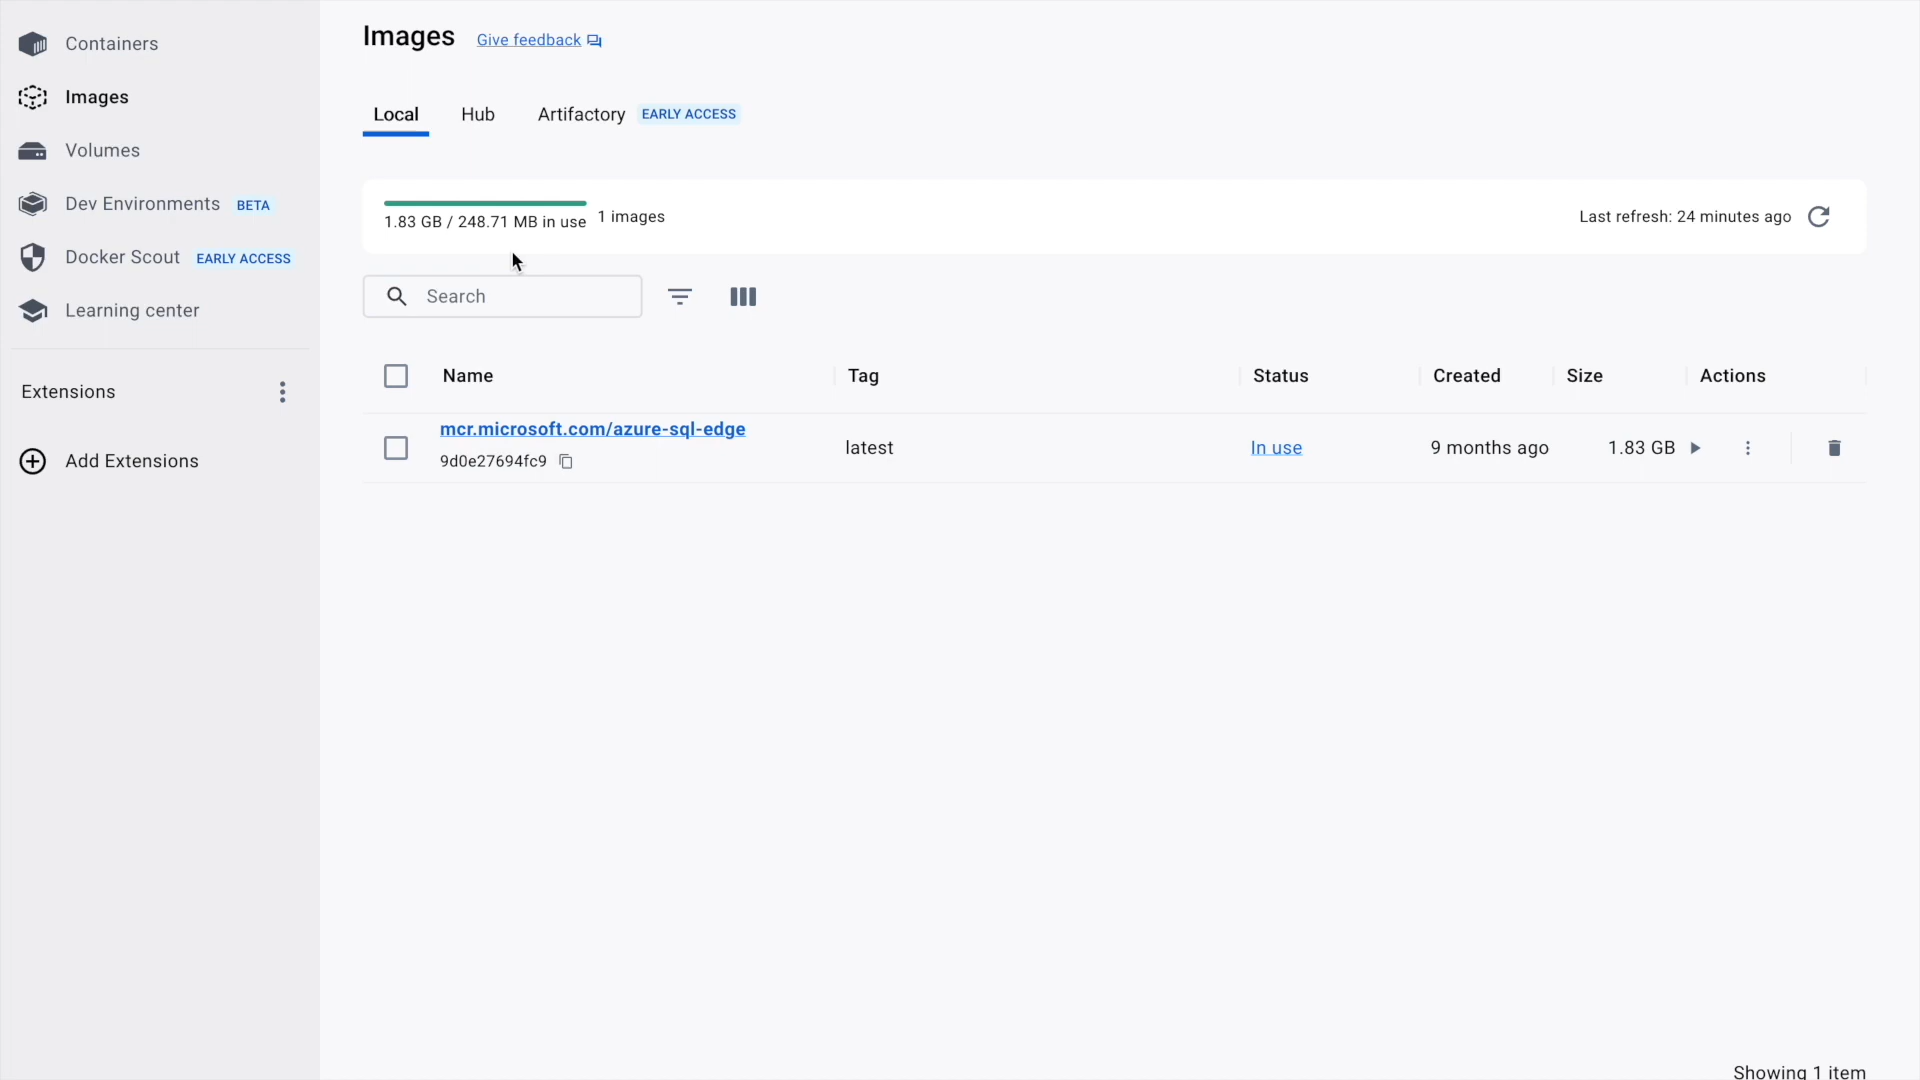 Containers
Images
Volumes
Dev Environments BETA
Docker Scout EARLY ACCESS
Learning center
Extensions
Add Extensions
Images Give feedback
Local Hub Artifactory EARLY ACCESS
1.83 GB / 248.71 MB in use 1 images Last refresh: 24 minutes ago
Search
Name Tag Status Created Size Actions
mcr.microsoft.com/azure-sql-edge
9d0e27694fc9
latest In use 9 months ago 1.83 GB
Showing 1 item